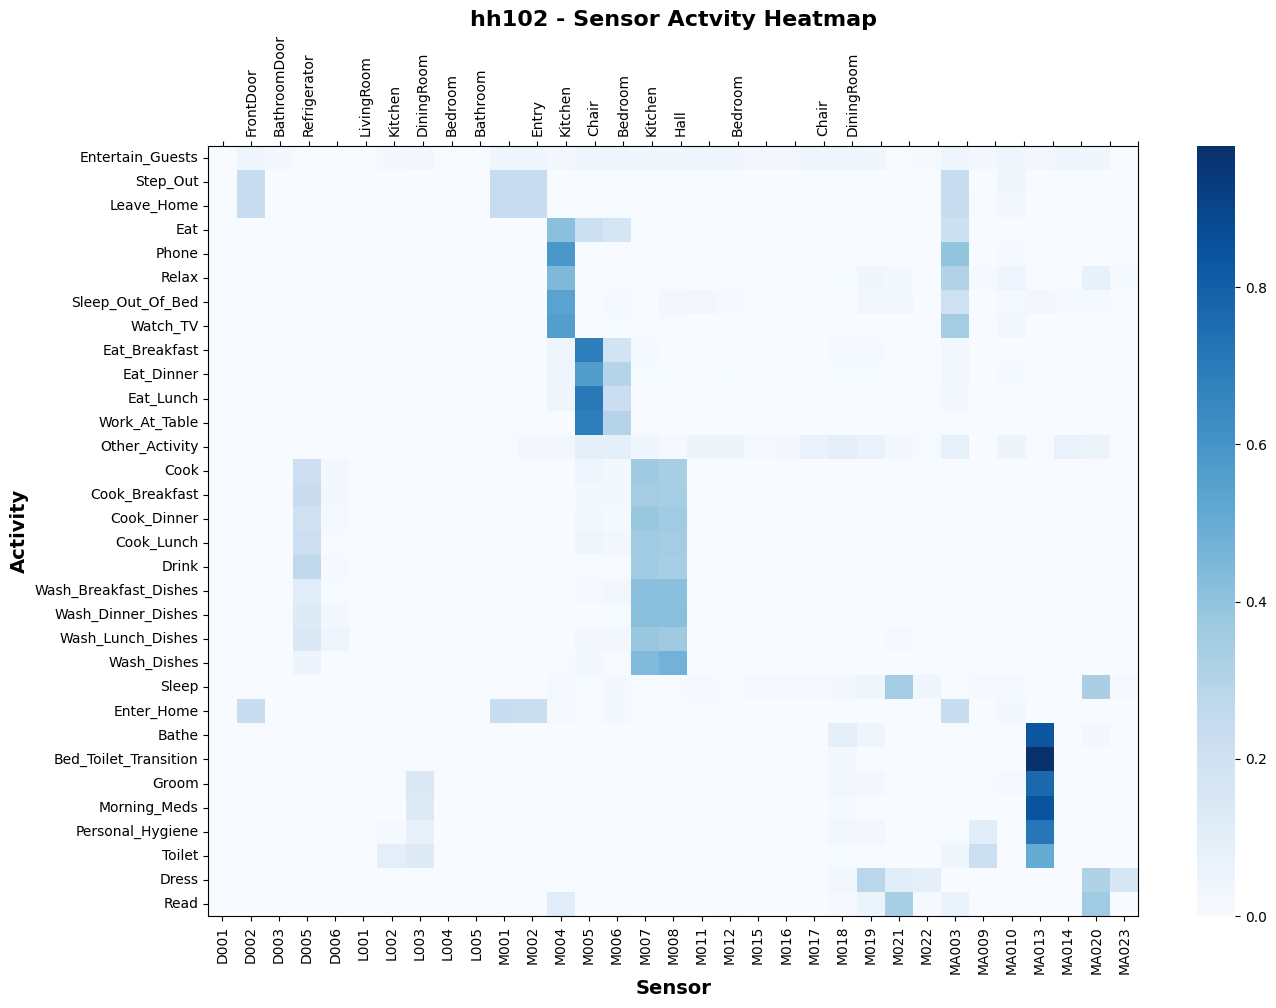 hh102 - Sensor Actvity Heatmap
FrontDoor
BathroomDoor
Refrigerator
LivingRoom
Kitchen
DiningRoom
Bedroom
Bathroom
Entry
Kitchen
Chair
Bedroom
Kitchen
Hall
Bedroom
Chair
DiningRoom
Activity
Entertain_Guests
Step_Out
Leave_Home
Eat
Phone
Relax
Sleep_Out_Of_Bed
Watch_TV
Eat_Breakfast
Eat_Dinner
Eat_Lunch
Work_At_Table
Other_Activity
Cook
Cook_Breakfast
Cook_Dinner
Cook_Lunch
Drink
Wash_Breakfast_Dishes
Wash_Dinner_Dishes
Wash_Lunch_Dishes
Wash_Dishes
Sleep
Enter_Home
Bathe
Bed_Toilet_Transition
Groom
Morning_Meds
Personal_Hygiene
Toilet
Dress
Read
D001
D002
D003
D005
D006
L001
L002
L003
L004
L005
M001
M002
M004
M005
M006
M007
M008
M011
M012
M015
M016
M017
M018
M019
M021
M022
MA003
MA009
MA010
MA013
MA014
MA020
MA023
Sensor
0.8
0.6
0.4
0.2
0.0